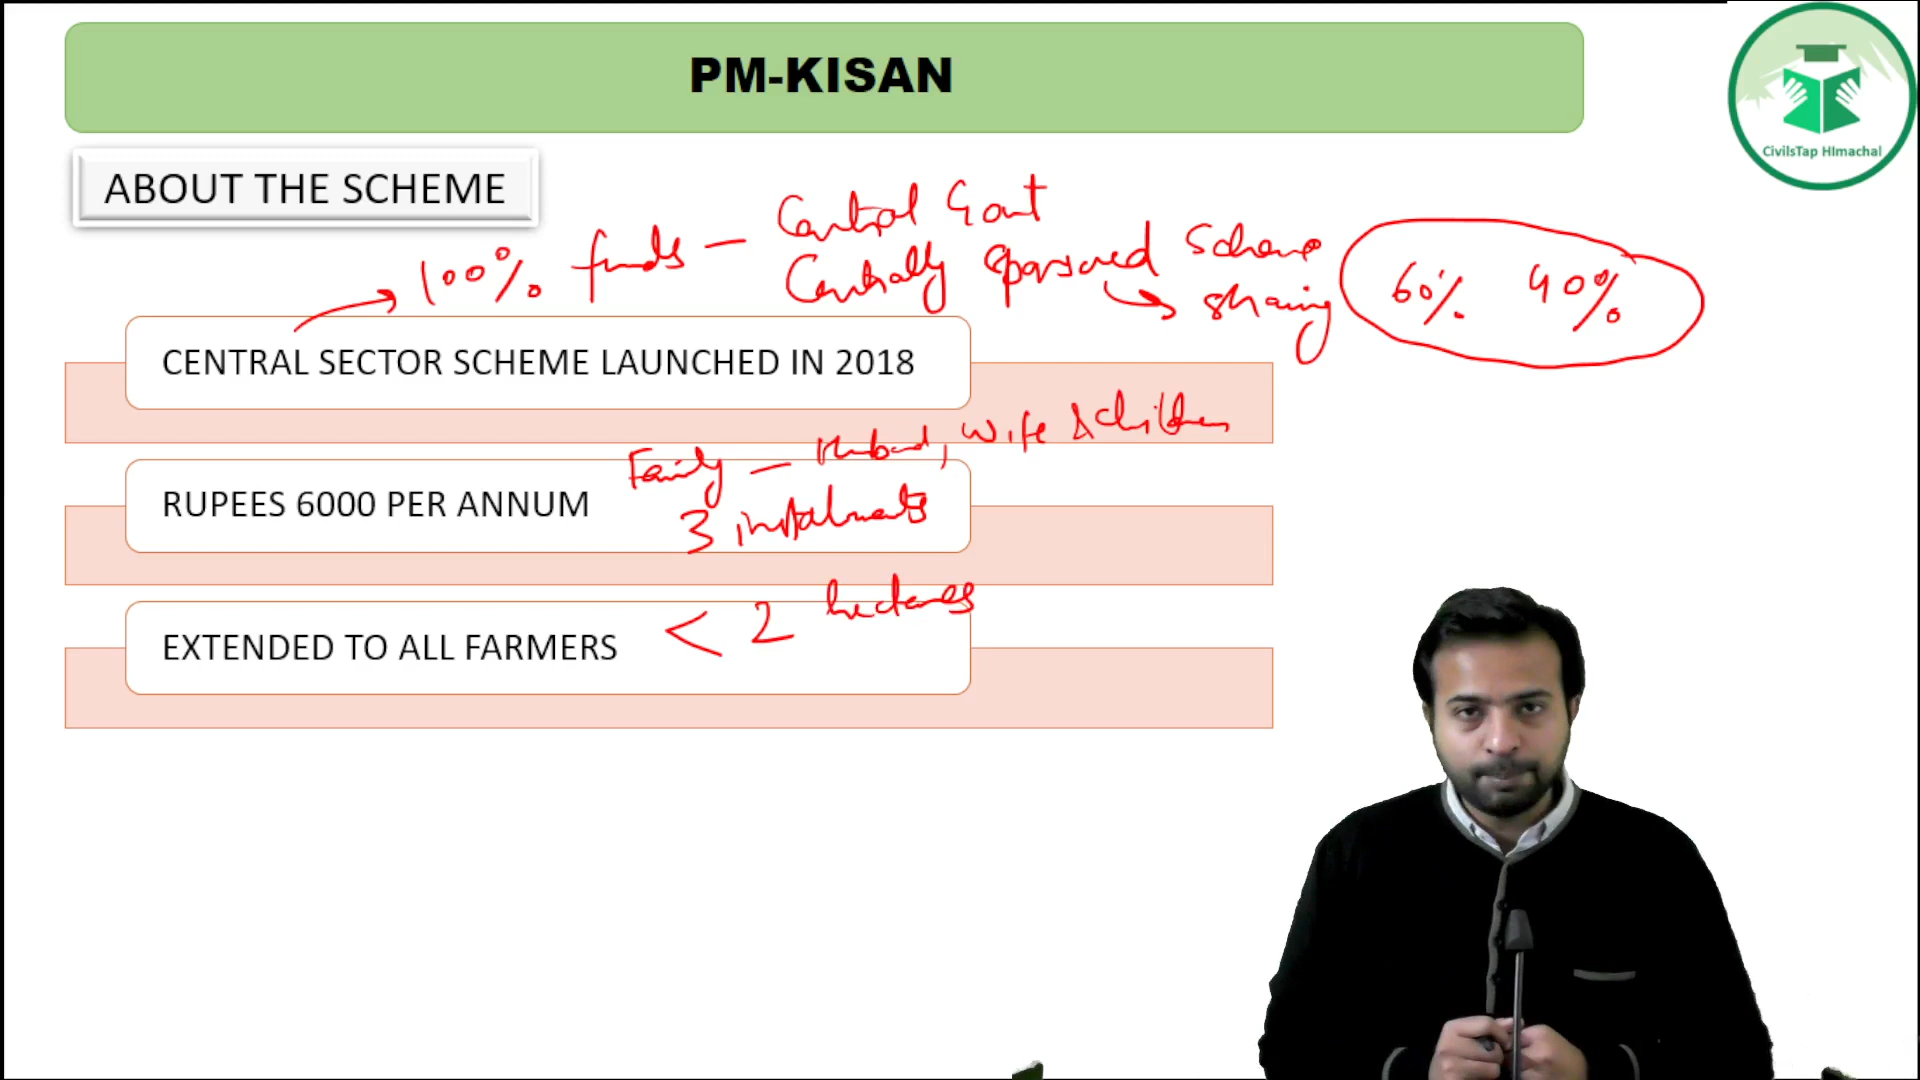 PM-KISAN
CivilsTap HImachal
ABOUT THE SCHEME
100% funds - Central Govt
Centrally sponsored Scheme
sharing 60% 40%
CENTRAL SECTOR SCHEME LAUNCHED IN 2018
Family - Husband, Wife & children
RUPEES 6000 PER ANNUM
3 instalments
EXTENDED TO ALL FARMERS < 2 hectares